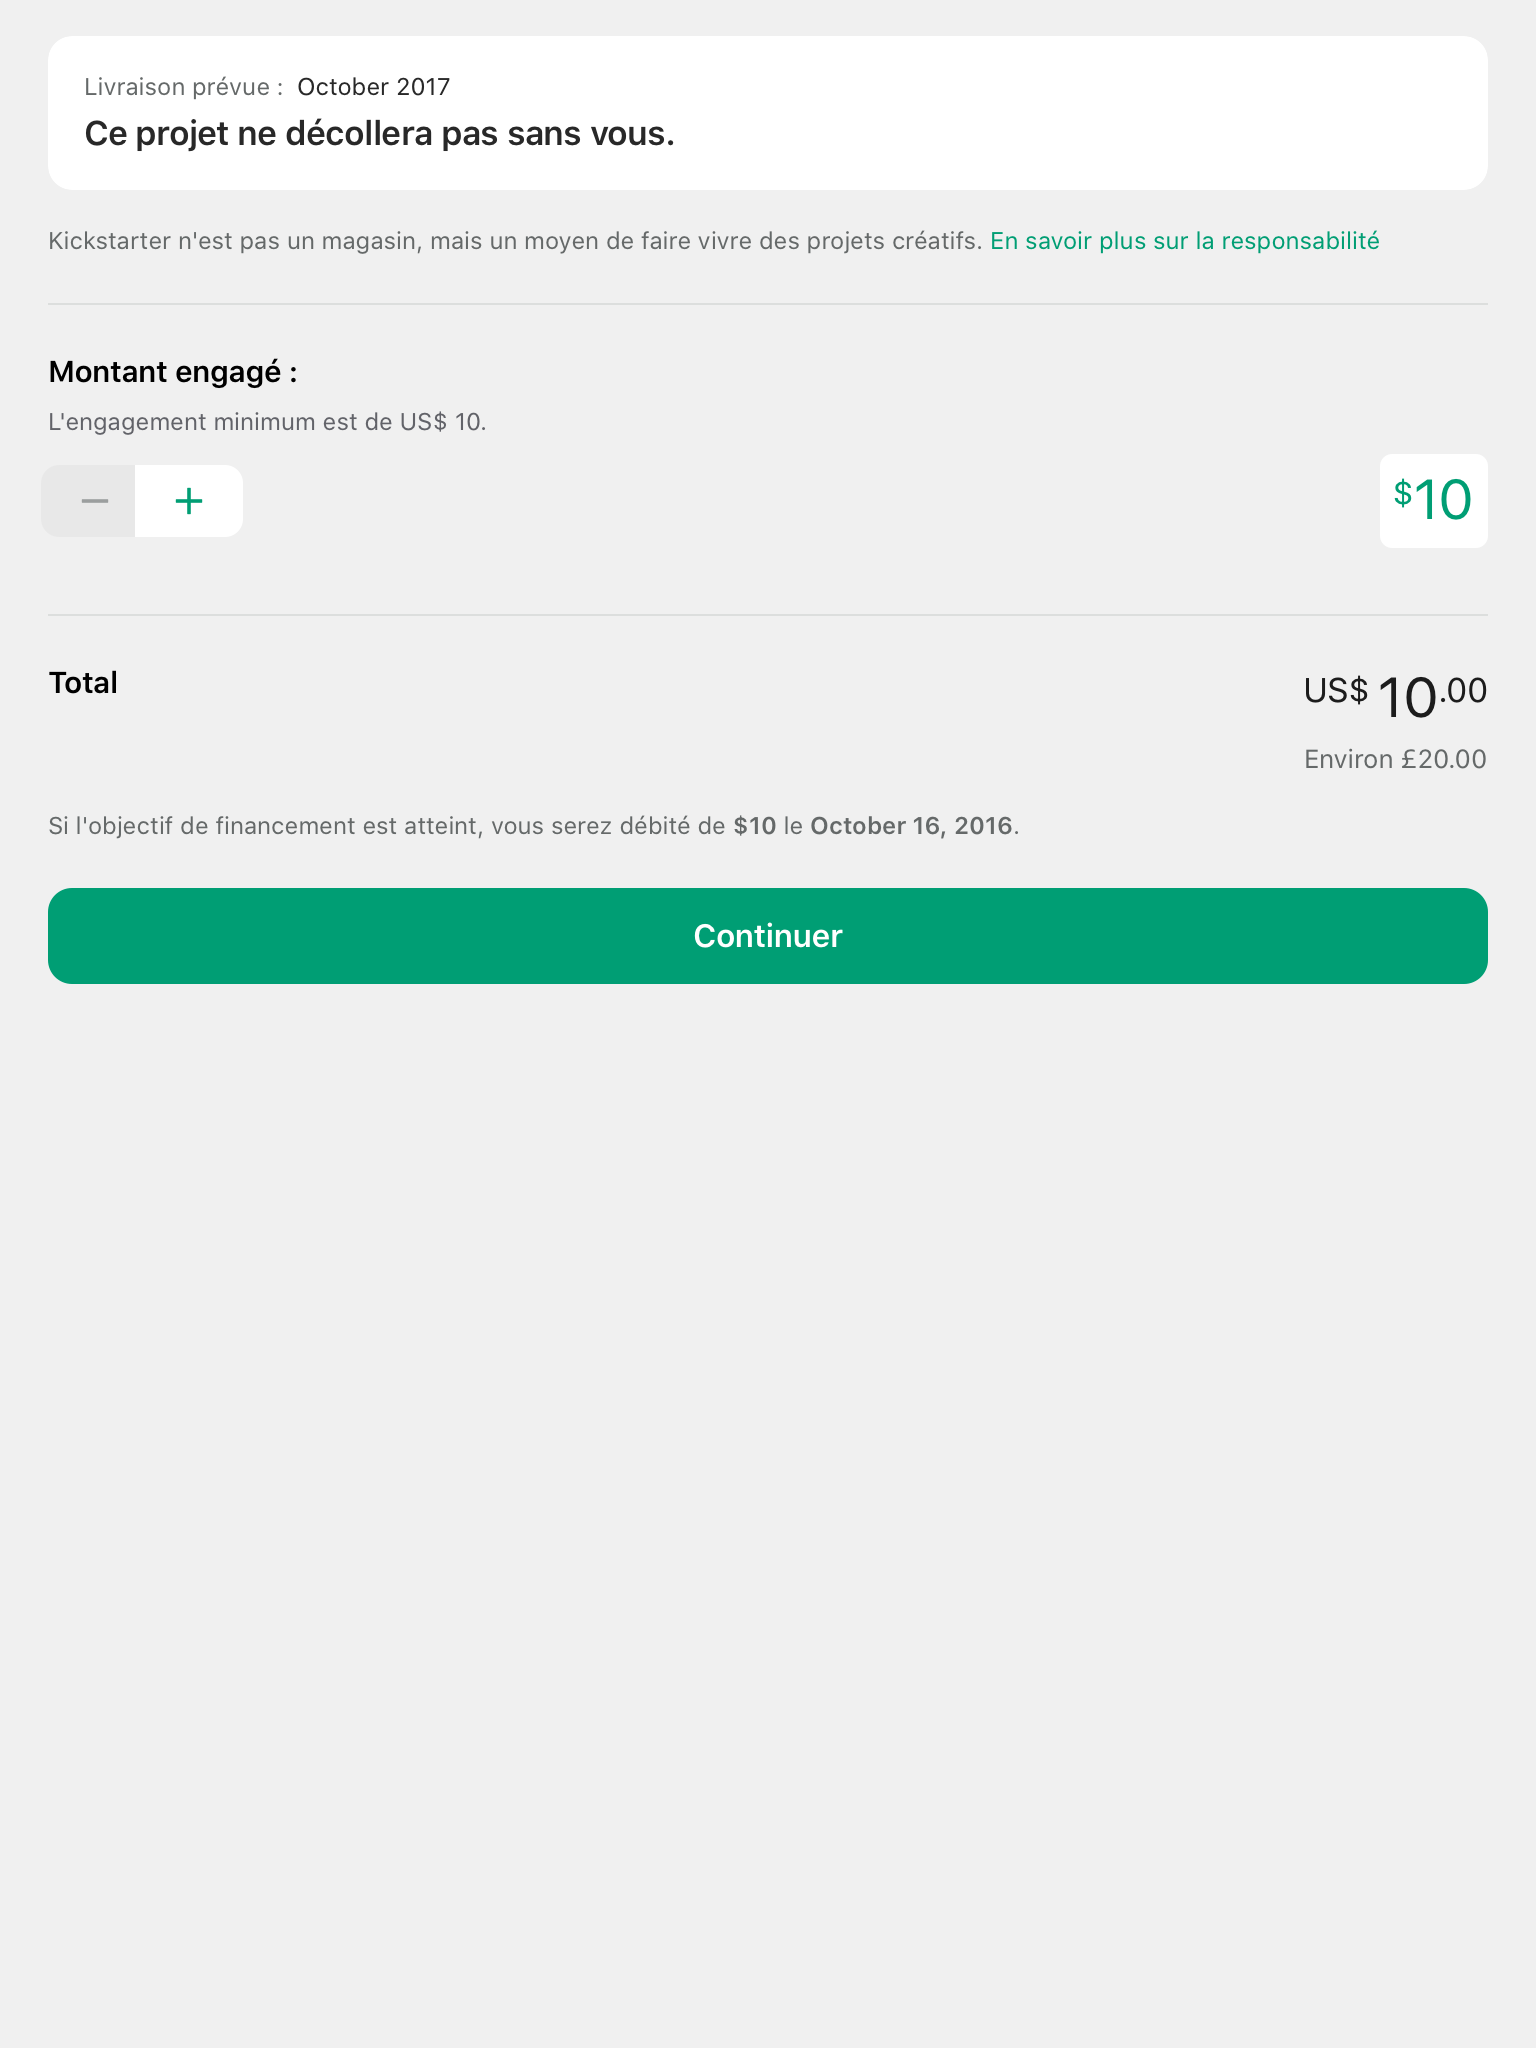 Livraison prévue : October 2017
Ce projet ne décollera pas sans vous.
Kickstarter n'est pas un magasin, mais un moyen de faire vivre des projets créatifs. En savoir plus sur la responsabilité
Montant engagé :
L'engagement minimum est de US$ 10.
− +
$10
Total
US$ 10.00
Environ £20.00
Si l'objectif de financement est atteint, vous serez débité de $10 le October 16, 2016.
Continuer